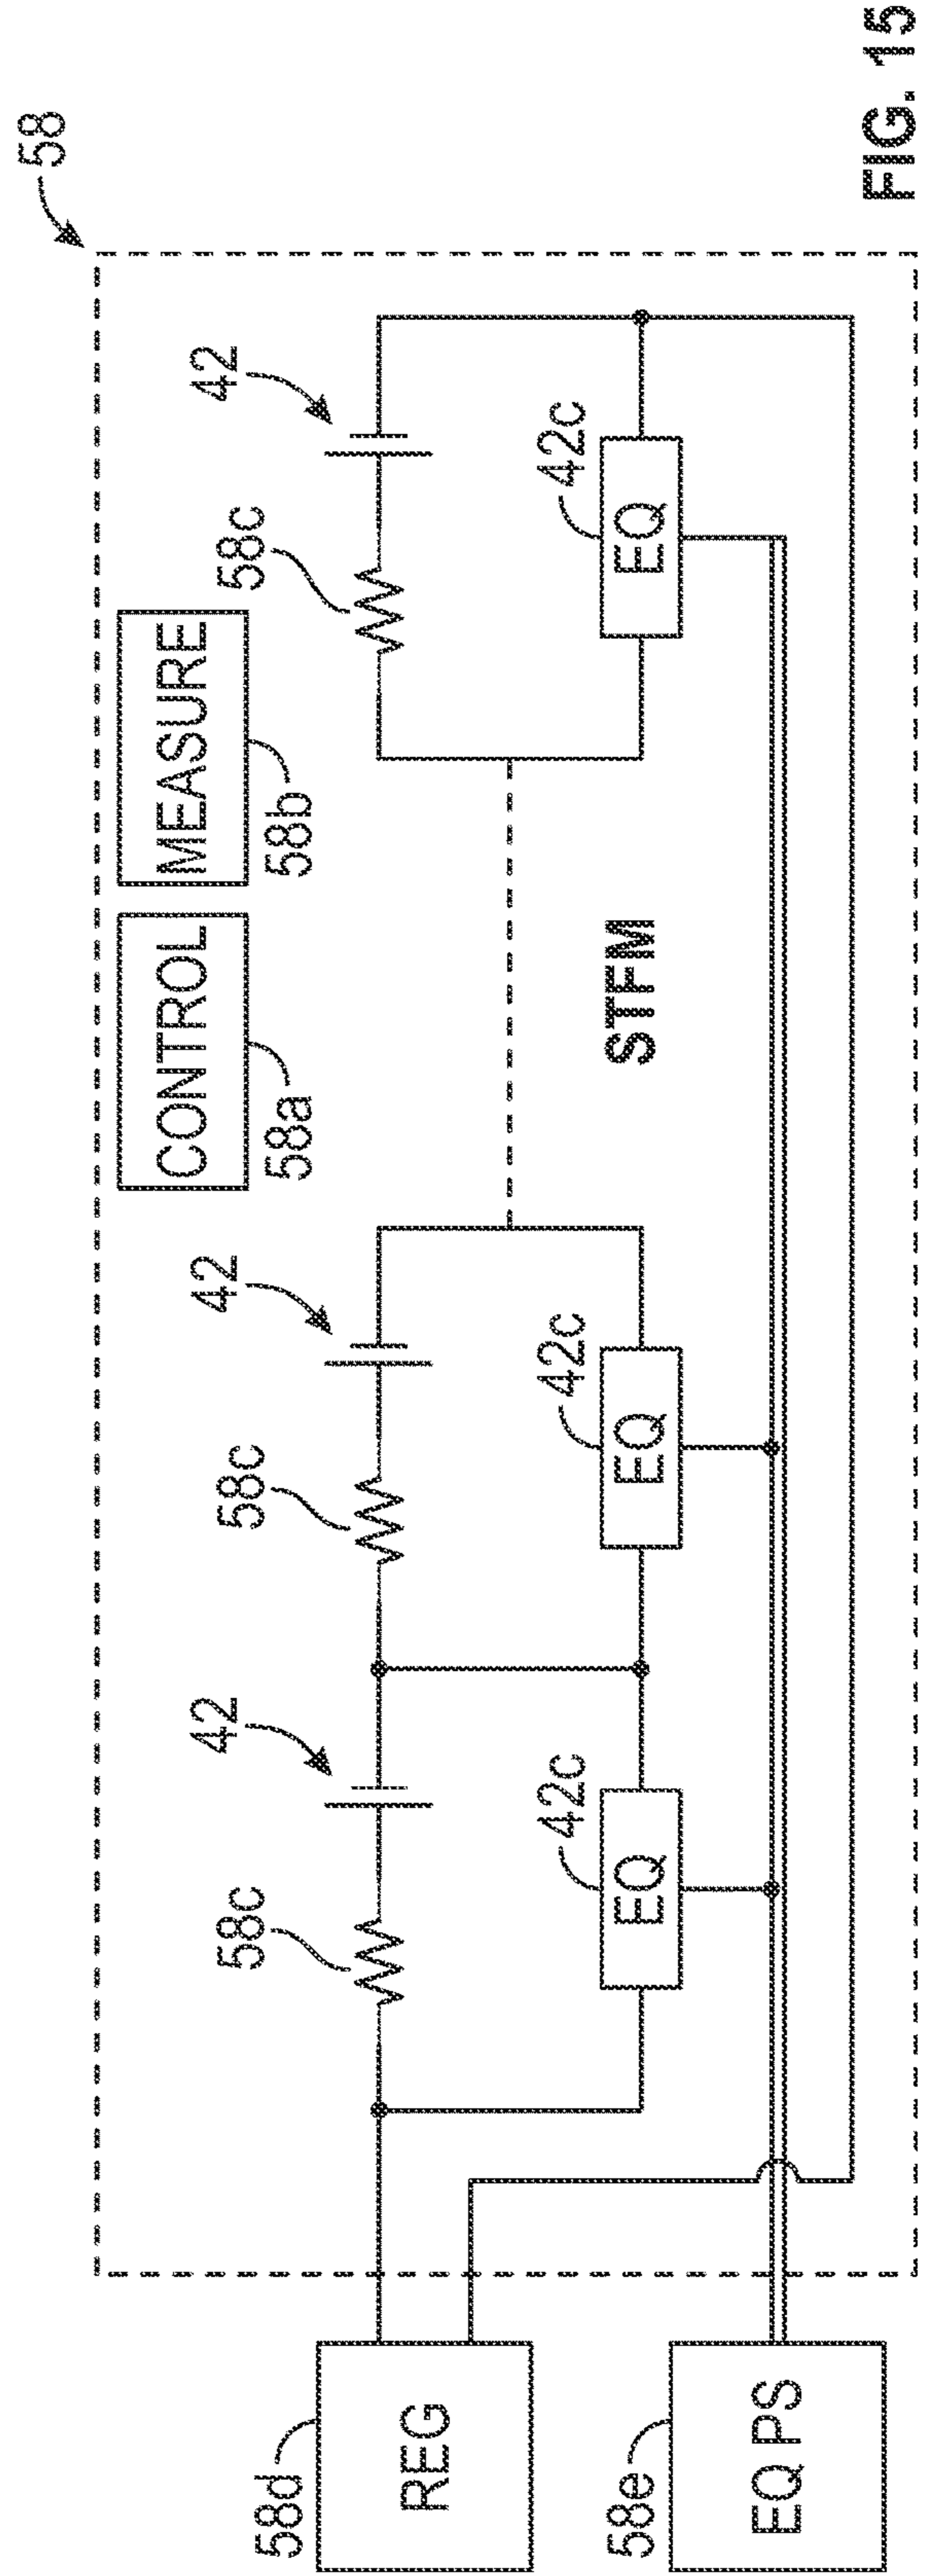 58
CONTROL
MEASURE
58a
58b
42
42
42
58c
58c
58c
58d
REG
42c
42c
42c
EQ
EQ
EQ
STFM
58e
EQ PS
FIG. 15